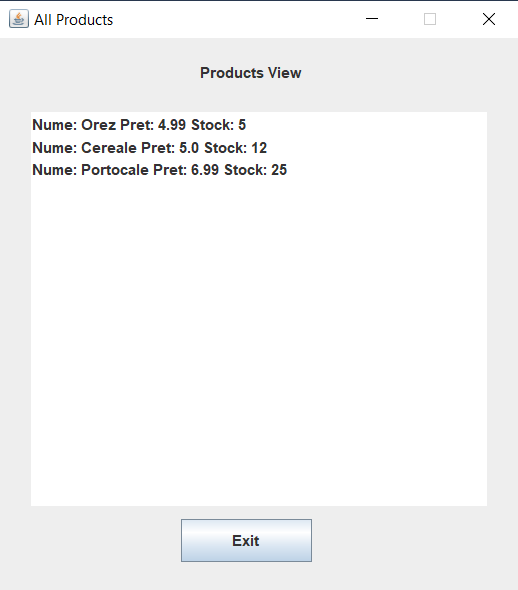 All Products
Products View
Nume: Orez Pret: 4.99 Stock: 5
Nume: Cereale Pret: 5.0 Stock: 12
Nume: Portocale Pret: 6.99 Stock: 25
Exit